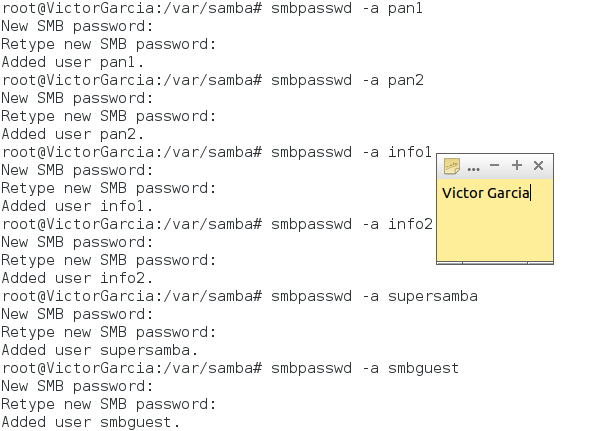 root@VictorGarcia:/var/samba# smbpasswd -a pan1
New SMB password:
Retype new SMB password:
Added user pan1.
root@VictorGarcia:/var/samba# smbpasswd -a pan2
New SMB password:
Retype new SMB password:
Added user pan2.
root@VictorGarcia:/var/samba# smbpasswd -a info1
New SMB password:
Retype new SMB password:
Added user info1.
root@VictorGarcia:/var/samba# smbpasswd -a info2
New SMB password:
Retype new SMB password:
Added user info2.
root@VictorGarcia:/var/samba# smbpasswd -a supersamba
New SMB password:
Retype new SMB password:
Added user supersamba.
root@VictorGarcia:/var/samba# smbpasswd -a smbguest
New SMB password:
Retype new SMB password:
Added user smbguest.
...
Victor Garcia